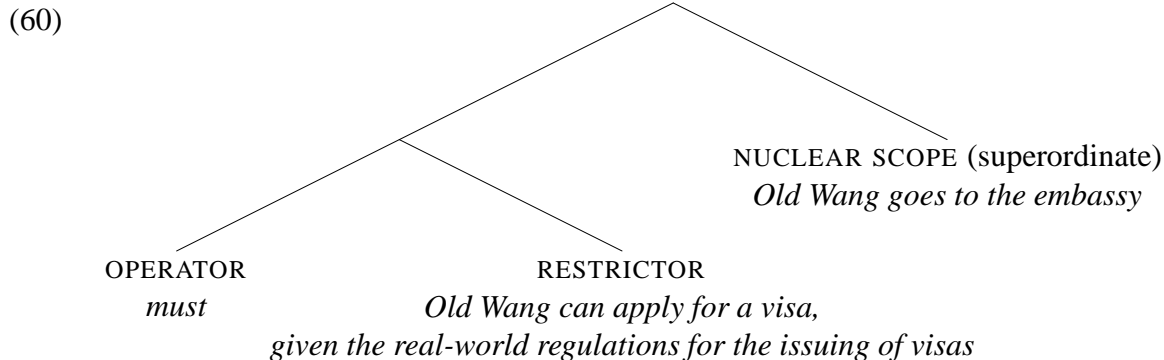 (60)
NUCLEAR SCOPE (superordinate)
Old Wang goes to the embassy
OPERATOR
must
RESTRICTOR
Old Wang can apply for a visa,
given the real-world regulations for the issuing of visas